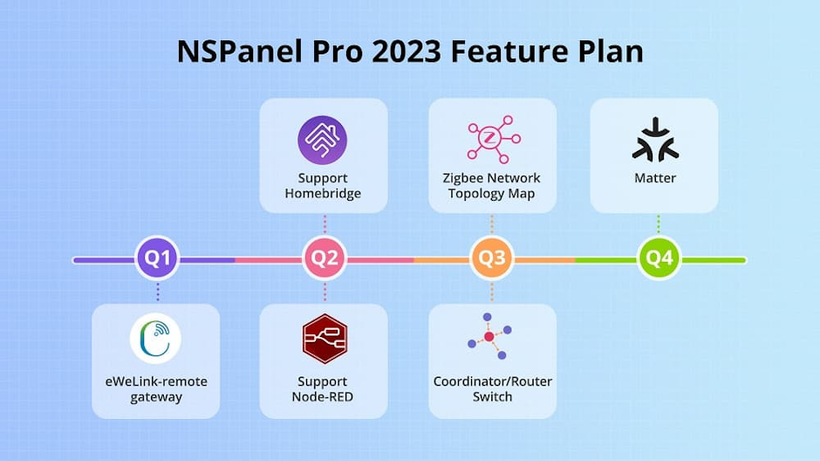 NSPanel Pro 2023 Feature Plan
Support
Homebridge
Zigbee Network
Topology Map
Matter
Q1
Q2
Q3
Q4
eWeLink-remote
gateway
Support
Node-RED
Coordinator/Router
Switch